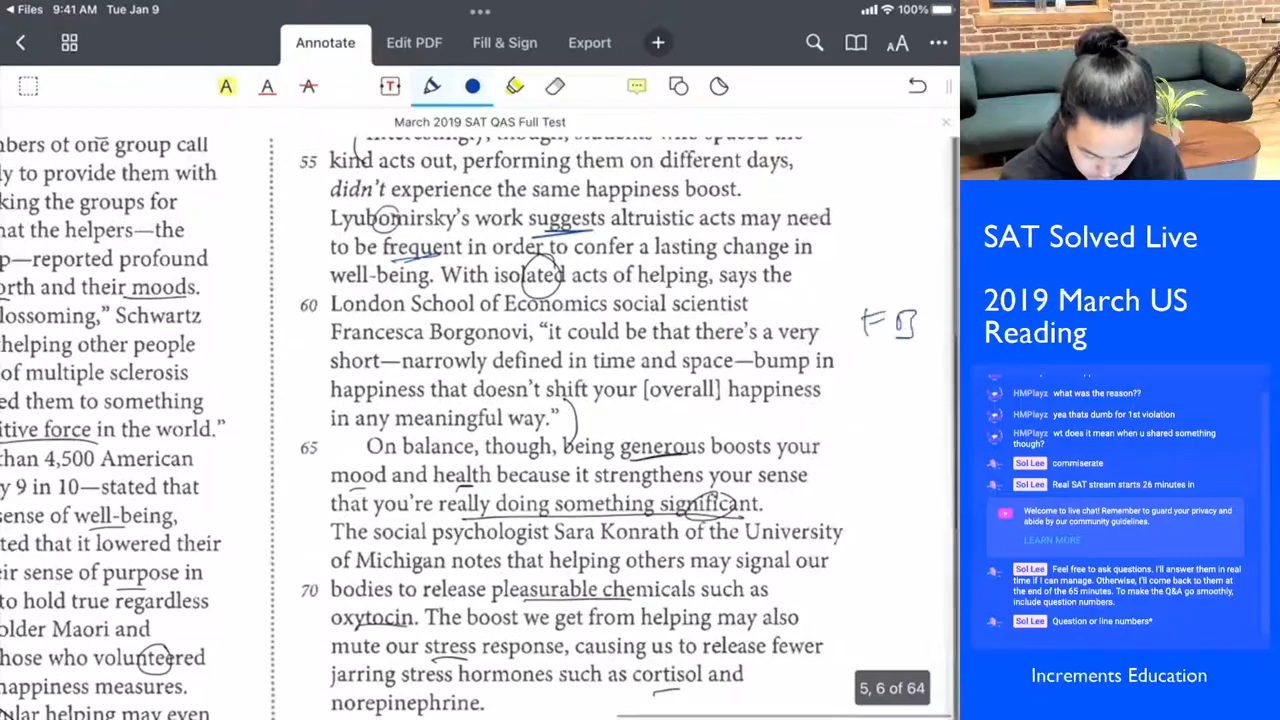 Files 9:41 AM Tue Jan 9 100%
Annotate Edit PDF Fill & Sign Export
March 2019 SAT QAS Full Test
of one group call
to provide them with
the groups for
the helpers—the
reported profound
and their moods.
Schwartz
helping other people
of multiple sclerosis
them to something
force in the world.”
than 4,500 American
9 in 10—stated that
sense of well-being,
that it lowered their
sense of purpose in
to hold true regardless
older Maori and
who volunteered
happiness measures.
helping may even
Interestingly, though, students who spaced the
55 kind acts out, performing them on different days,
didn’t experience the same happiness boost.
Lyubomirsky’s work suggests altruistic acts may need
to be frequent in order to confer a lasting change in
well-being. With isolated acts of helping, says the
60 London School of Economics social scientist
Francesca Borgonovi, “it could be that there’s a very
short—narrowly defined in time and space—bump in
happiness that doesn’t shift your [overall] happiness
in any meaningful way.”
65 On balance, though, being generous boosts your
mood and health because it strengthens your sense
that you’re really doing something significant.
The social psychologist Sara Konrath of the University
of Michigan notes that helping others may signal our
70 bodies to release pleasurable chemicals such as
oxytocin. The boost we get from helping may also
mute our stress response, causing us to release fewer
jarring stress hormones such as cortisol and
norepinephrine.
FB
5, 6 of 64
SAT Solved Live
2019 March US
Reading
HMPlayz what was the reason??
HMPlayz yea thats dumb for 1st violation
HMPlayz wt does it mean when u shared something
though?
Sol Lee commiserate
Sol Lee Real SAT stream starts 26 minutes in
Welcome to live chat! Remember to guard your privacy and
abide by our community guidelines.
LEARN MORE
Sol Lee Feel free to ask questions. I'll answer them in real
time if I can manage. Otherwise, I'll come back to them at
the end of the 65 minutes. To make the Q&A go smoothly,
include question numbers.
Sol Lee Question or line numbers*
Increments Education